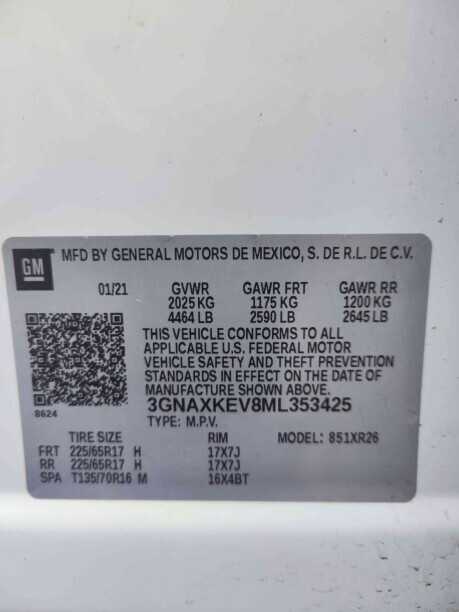 GM
MFD BY GENERAL MOTORS DE MEXICO, S. DE R.L. DE C.V.
01/21 GVWR GAWR FRT GAWR RR
2025 KG 1175 KG 1200 KG
4464 LB 2590 LB 2645 LB
THIS VEHICLE CONFORMS TO ALL
APPLICABLE U.S. FEDERAL MOTOR
VEHICLE SAFETY AND THEFT PREVENTION
STANDARDS IN EFFECT ON THE DATE OF
MANUFACTURE SHOWN ABOVE.
8624
3GNAXKEV8ML353425
TYPE: M.P.V.
TIRE SIZE RIM MODEL: 851XR26
FRT 225/65R17 H 17X7J
RR 225/65R17 H 17X7J
SPA T135/70R16 M 16X4BT